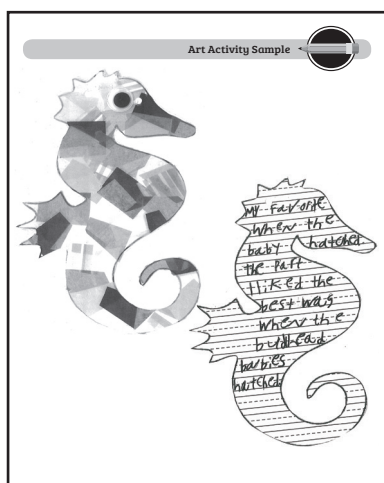 Art Activity Sample
My Favorite
when the
baby hatched.
the Part
I liked the
best was
when the
babies
hatched